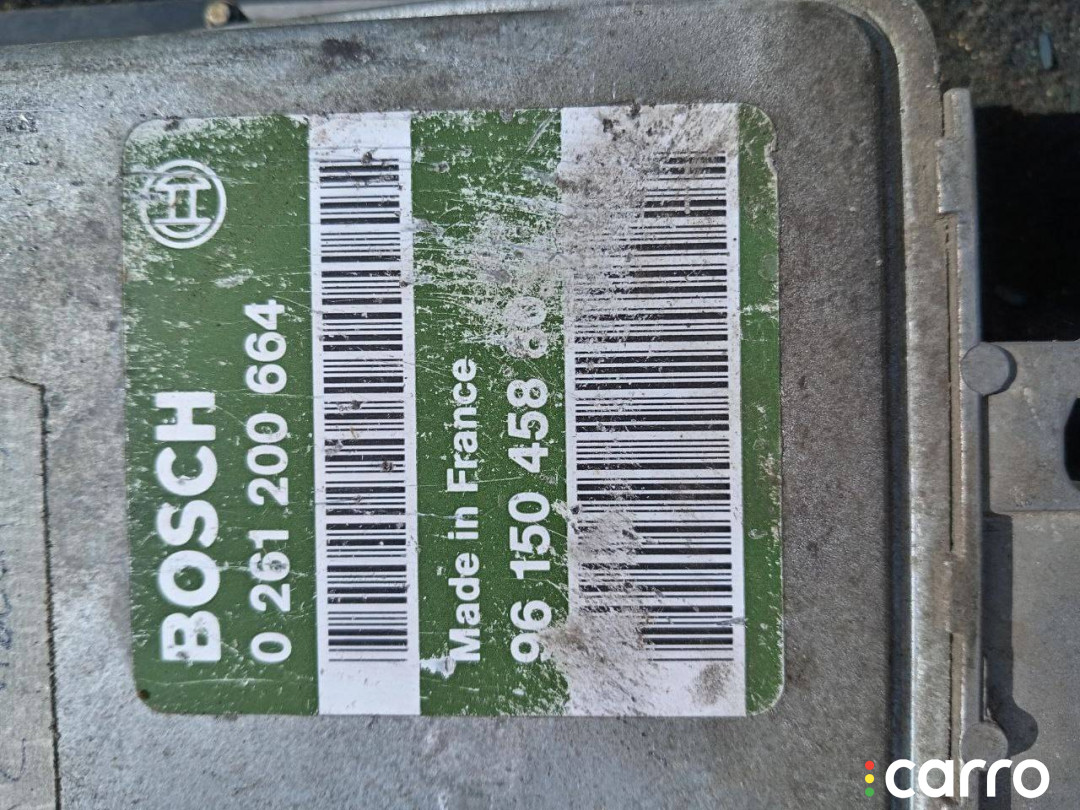 BOSCH
0 261 200 664
Made in France
96 150 458
carro